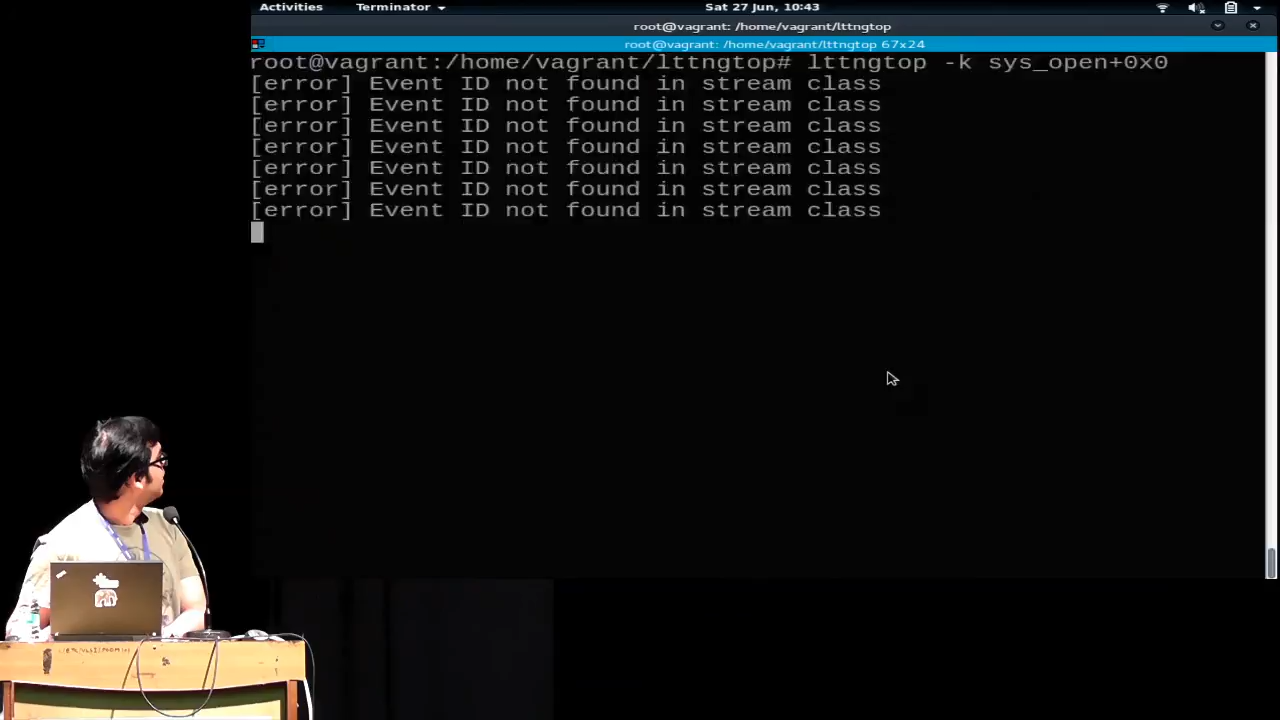 Activities
Terminator
Sat 27 Jun, 10:43
root@vagrant: /home/vagrant/lttngtop
root@vagrant: /home/vagrant/lttngtop 67x24
root@vagrant:/home/vagrant/lttngtop# lttngtop -k sys_open+0x0
[error] Event ID not found in stream class
[error] Event ID not found in stream class
[error] Event ID not found in stream class
[error] Event ID not found in stream class
[error] Event ID not found in stream class
[error] Event ID not found in stream class
[error] Event ID not found in stream class